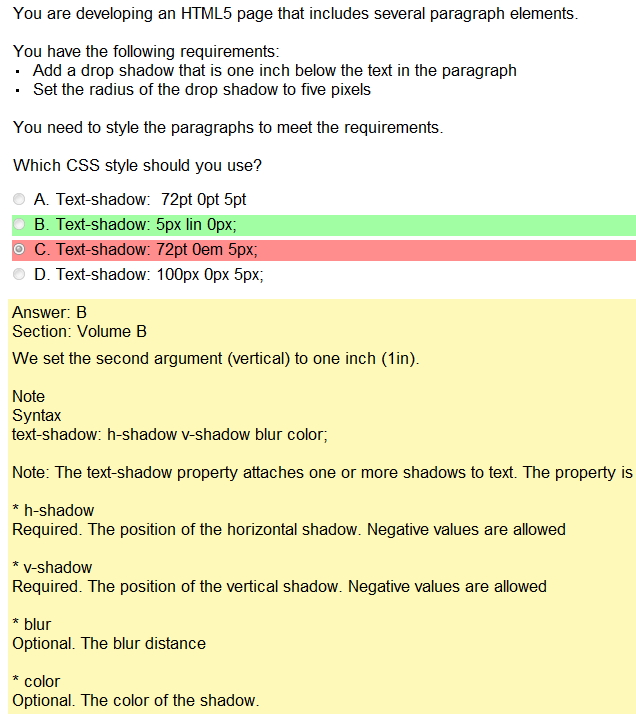 You are developing an HTML5 page that includes several paragraph elements.
You have the following requirements:
· Add a drop shadow that is one inch below the text in the paragraph
· Set the radius of the drop shadow to five pixels
You need to style the paragraphs to meet the requirements.
Which CSS style should you use?
A. Text-shadow:  72pt 0pt 5pt
B. Text-shadow: 5px lin 0px;
C. Text-shadow: 72pt 0em 5px;
D. Text-shadow: 100px 0px 5px;
Answer: B
Section: Volume B
We set the second argument (vertical) to one inch (1in).
Note
Syntax
text-shadow: h-shadow v-shadow blur color;
Note: The text-shadow property attaches one or more shadows to text. The property is
* h-shadow
Required. The position of the horizontal shadow. Negative values are allowed
* v-shadow
Required. The position of the vertical shadow. Negative values are allowed
* blur
Optional. The blur distance
* color
Optional. The color of the shadow.